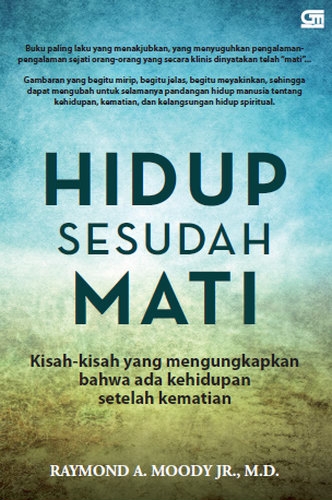 GM
Buku paling laku yang menakjubkan, yang menyuguhkan pengalaman-
pengalaman sejati orang-orang yang secara klinis dinyatakan telah “mati”...
Gambaran yang begitu mirip, begitu jelas, begitu meyakinkan, sehingga
dapat mengubah untuk selamanya pandangan hidup manusia tentang
kehidupan, kematian, dan kelangsungan hidup spiritual.
HIDUP
SESUDAH
MATI
Kisah-kisah yang mengungkapkan
bahwa ada kehidupan
setelah kematian
RAYMOND A. MOODY JR., M.D.